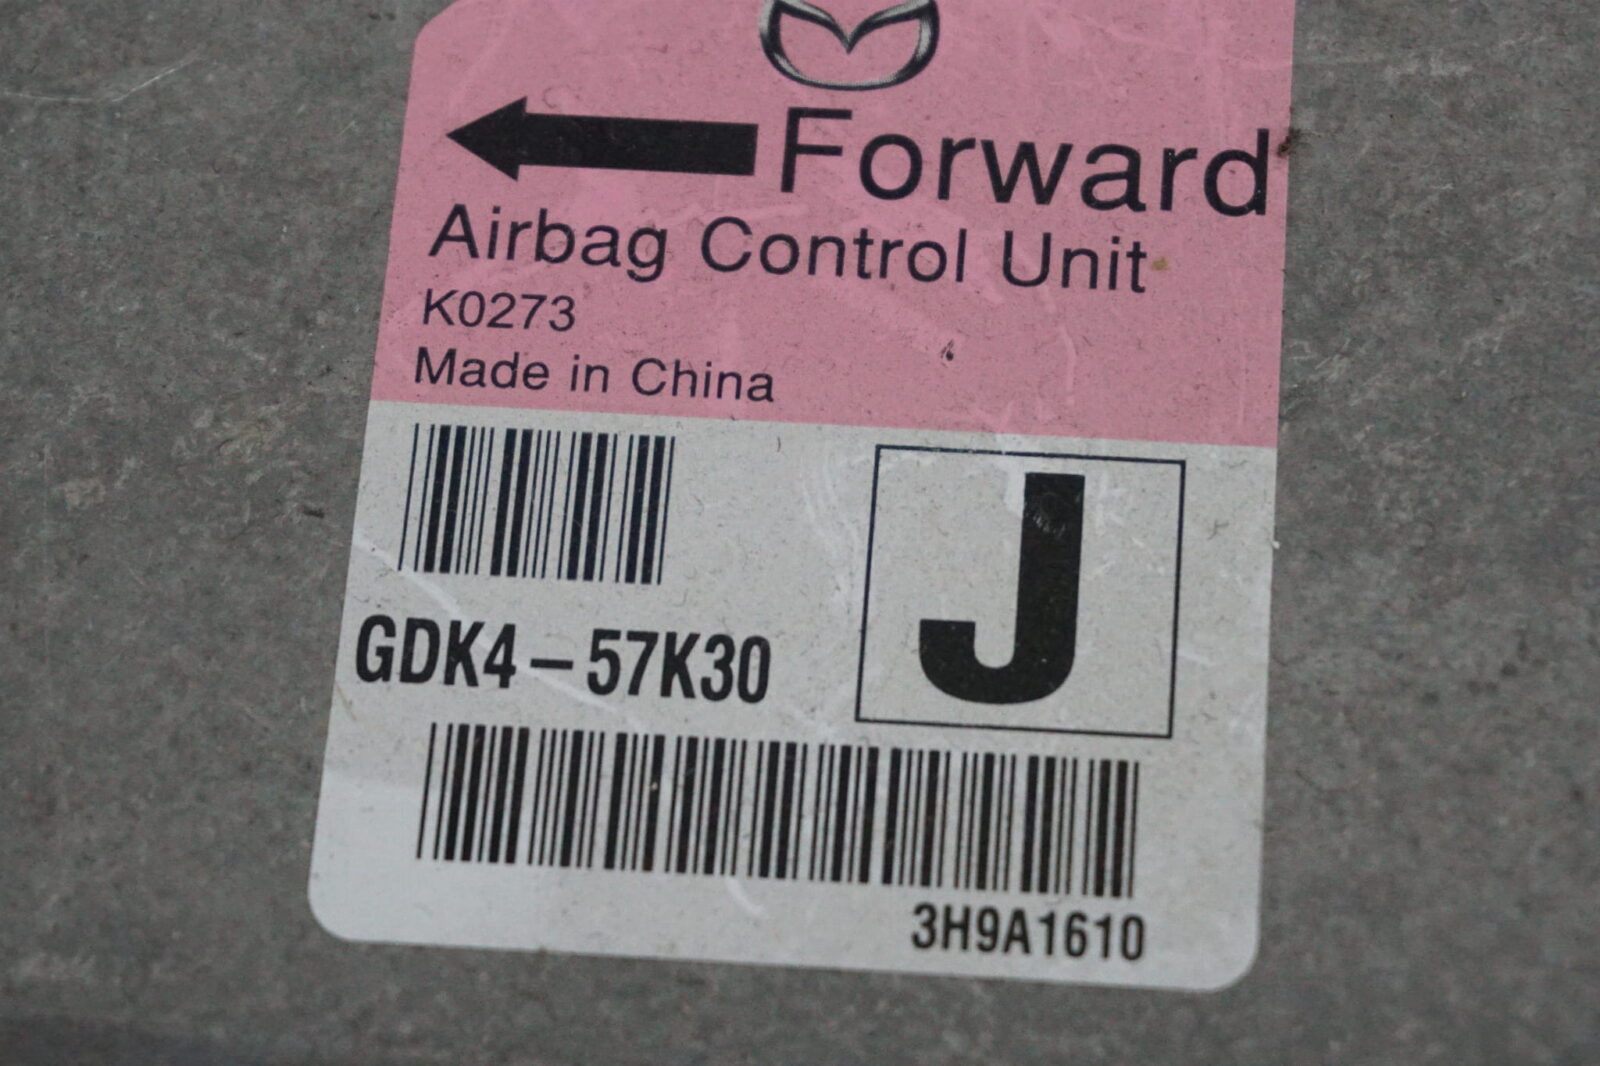 Forward
Airbag Control Unit
K0273
Made in China
J
GDK4-57K30
3H9A1610